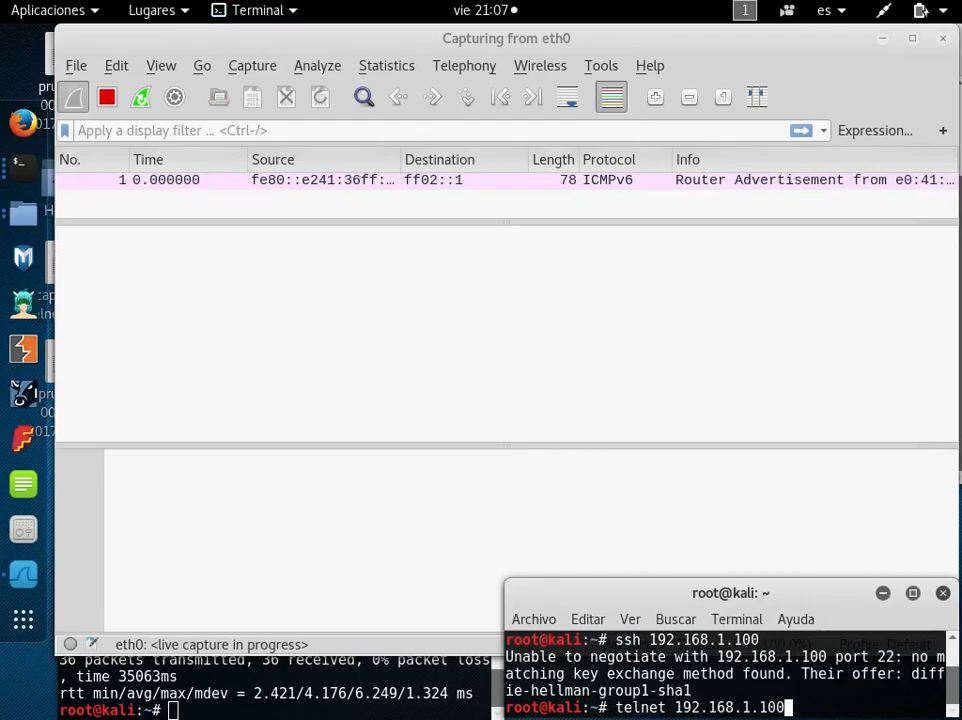 Aplicaciones Lugares Terminal vie 21:07 1 es
Capturing from eth0
File Edit View Go Capture Analyze Statistics Telephony Wireless Tools Help
Apply a display filter ... <Ctrl-/> Expression... +
No. Time Source Destination Length Protocol Info
1 0.000000 fe80::e241:36ff:… ff02::1 78 ICMPv6 Router Advertisement from e0:41:…
eth0: <live capture in progress>
36 packets transmitted, 36 received, 0% packet loss
, time 35063ms
rtt min/avg/max/mdev = 2.421/4.176/6.249/1.324 ms
root@kali:~#
root@kali: ~
Archivo Editar Ver Buscar Terminal Ayuda
root@kali:~# ssh 192.168.1.100
Unable to negotiate with 192.168.1.100 port 22: no m
atching key exchange method found. Their offer: diff
ie-hellman-group1-sha1
root@kali:~# telnet 192.168.1.100